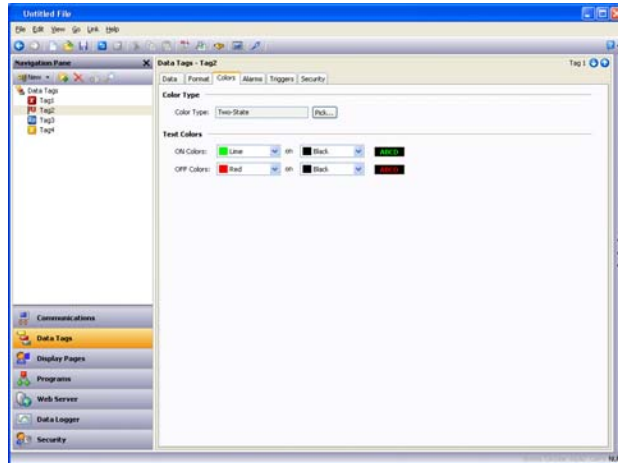 Untitled File
File Edit View Go Link Help
Navigation Pane
Data Tags - Tag2
Tag 1
New
Data Format Colors Alarms Triggers Security
Data Tags
Tag1
Tag2
Tag3
Tag4
Color Type
Color Type: Two-State Pick...
Text Colors
ON Colors: Lime on Black ABCD
OFF Colors: Red on Black ABCD
Communications
Data Tags
Display Pages
Programs
Web Server
Data Logger
Security